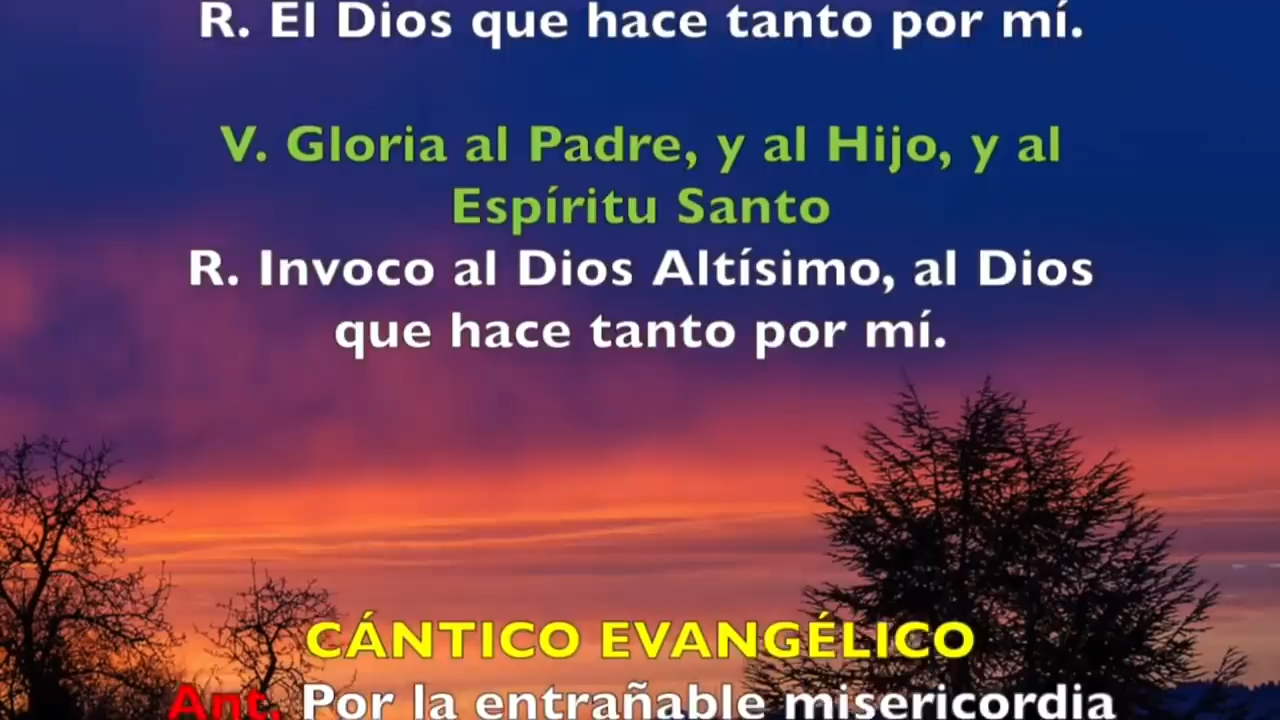 R. El Dios que hace tanto por mí.
V. Gloria al Padre, y al Hijo, y al
Espíritu Santo
R. Invoco al Dios Altísimo, al Dios
que hace tanto por mí.
CÁNTICO EVANGÉLICO
Ant. Por la entrañable misericordia